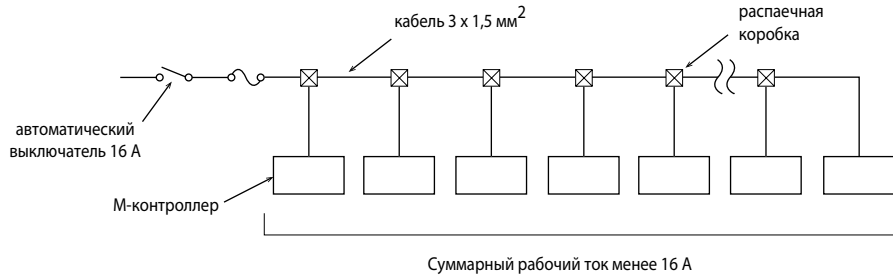 кабель 3 х 1,5 мм²
распаечная
коробка
автоматический
выключатель 16 А
М-контроллер
Суммарный рабочий ток менее 16 А